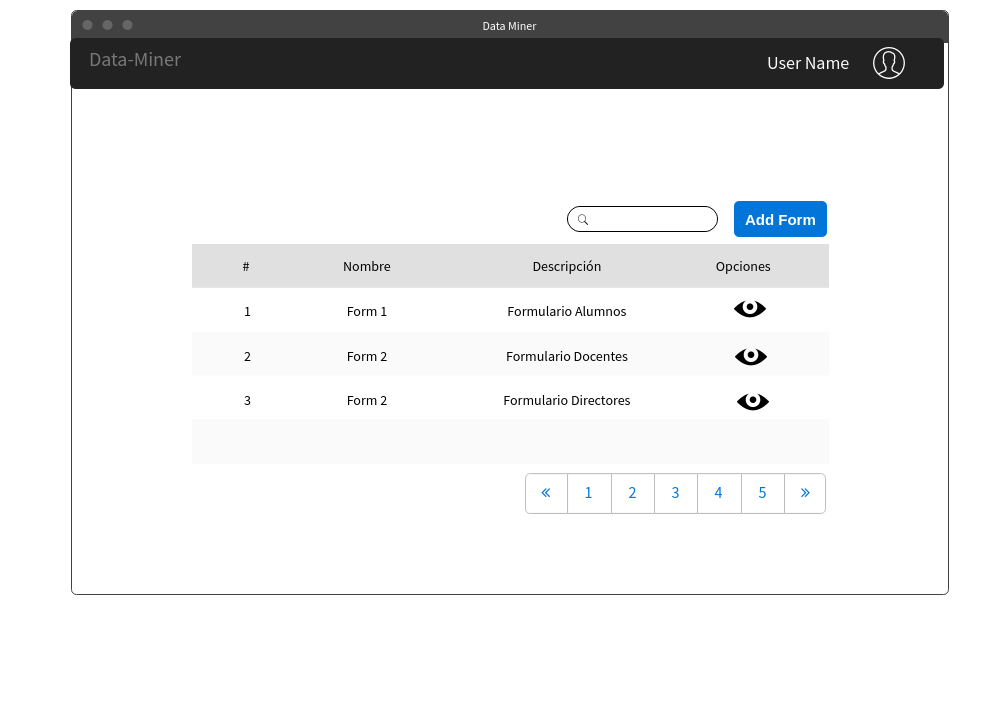 Data Miner
Data-Miner User Name
Add Form
# Nombre Descripción Opciones
1 Form 1 Formulario Alumnos
2 Form 2 Formulario Docentes
3 Form 2 Formulario Directores
« 1 2 3 4 5 »